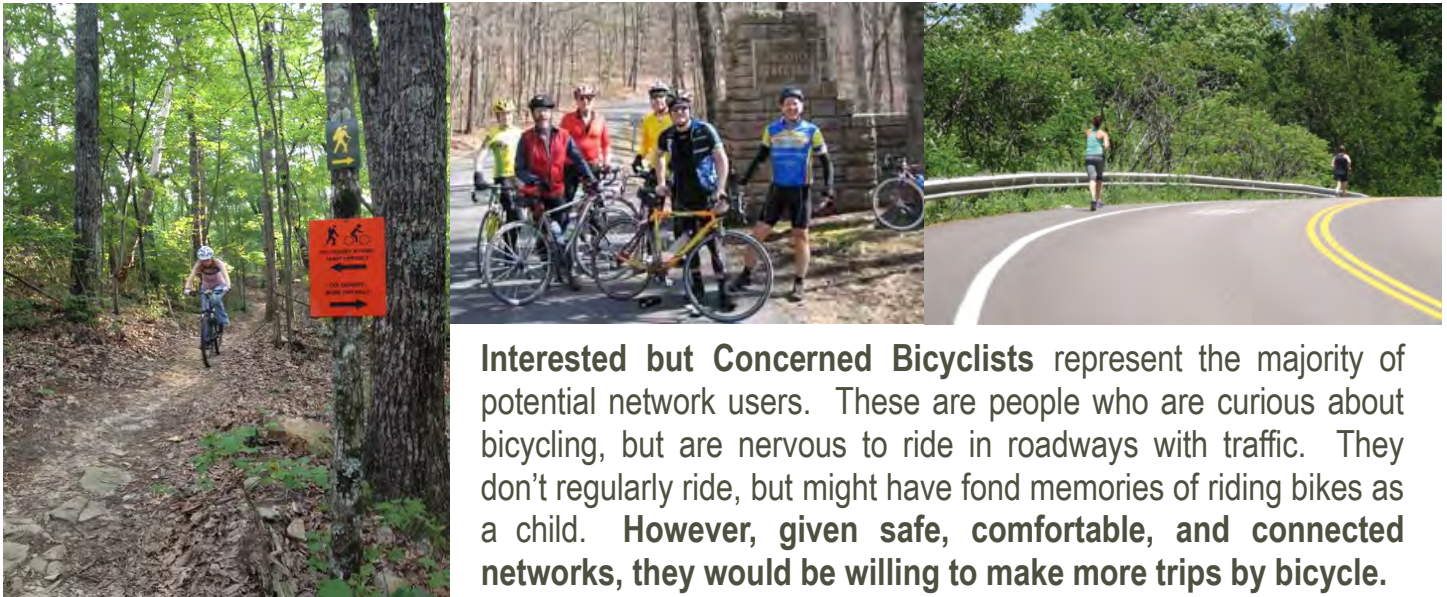 Interested but Concerned Bicyclists represent the majority of
potential network users. These are people who are curious about
bicycling, but are nervous to ride in roadways with traffic. They
don’t regularly ride, but might have fond memories of riding bikes as
a child. However, given safe, comfortable, and connected
networks, they would be willing to make more trips by bicycle.